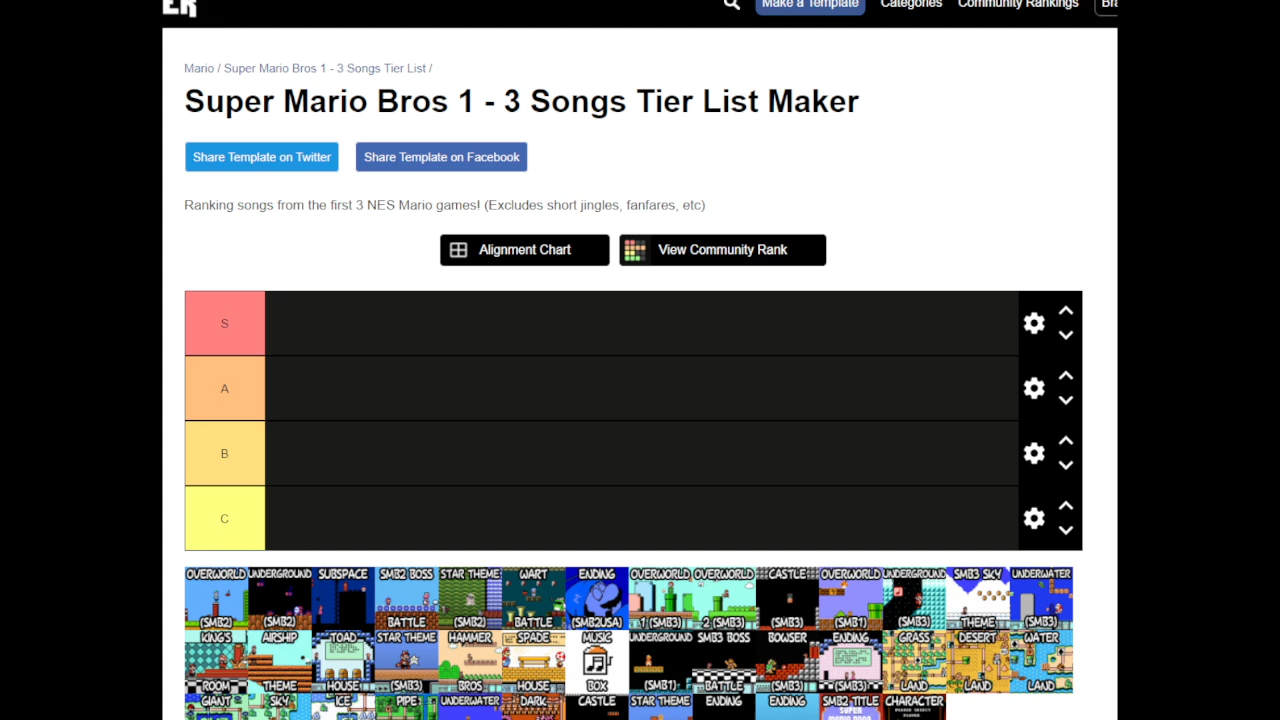 ER
Make a Template Categories Community Rankings Bra
Mario / Super Mario Bros 1 - 3 Songs Tier List /
Super Mario Bros 1 - 3 Songs Tier List Maker
Share Template on Twitter Share Template on Facebook
Ranking songs from the first 3 NES Mario games! (Excludes short jingles, fanfares, etc)
Alignment Chart View Community Rank
S
A
B
C
OVERWORLD UNDERGROUND SUBSPACE SMB2 BOSS STAR THEME WART ENDING OVERWORLD OVERWORLD CASTLE OVERWORLD UNDERGROUND SMB3 SKY UNDERWATER
(SMB2) (SMB2) BATTLE (SMB2) BATTLE (SMB2USA) 1 (SMB3) 2 (SMB3) (SMB3) (SMB1) (SMB3) THEME (SMB3)
KING'S AIRSHIP TOAD STAR THEME HAMMER SPADE MUSIC UNDERGROUND SMB3 BOSS BOWSER ENDING GRASS DESERT WATER
ROOM THEME HOUSE (SMB3) BROS HOUSE BOX (SMB1) BATTLE (SMB3) (SMB3) LAND LAND LAND
GIANT SKY ICE PIPE UNDERWATER DARK CASTLE STAR THEME ENDING ENDING SMB2 TITLE CHARACTER
SUPER
PLEASE SELECT
PLAYER